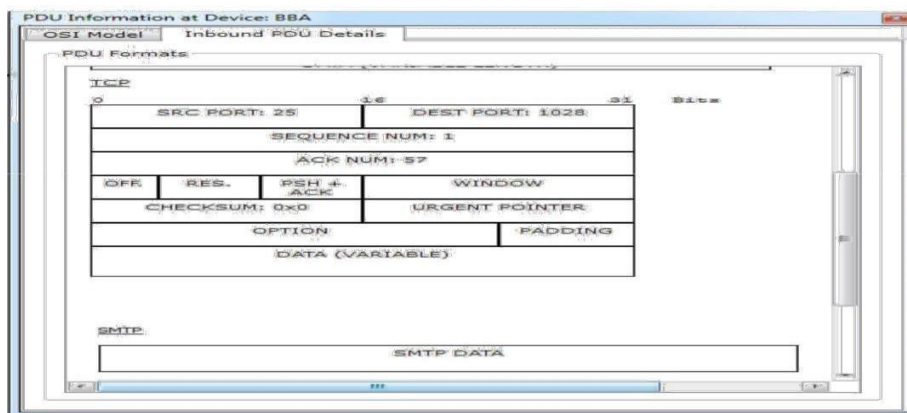 PDU Information at Device: BBA
OSI Model Inbound PDU Details
PDU Formats
TCP
0 16 31 Bits
SRC PORT: 25 DEST PORT: 1028
SEQUENCE NUM: 1
ACK NUM: 57
OFF. RES. PSH + ACK WINDOW
CHECKSUM: 0x0 URGENT POINTER
OPTION PADDING
DATA (VARIABLE)
SMTP
SMTP DATA